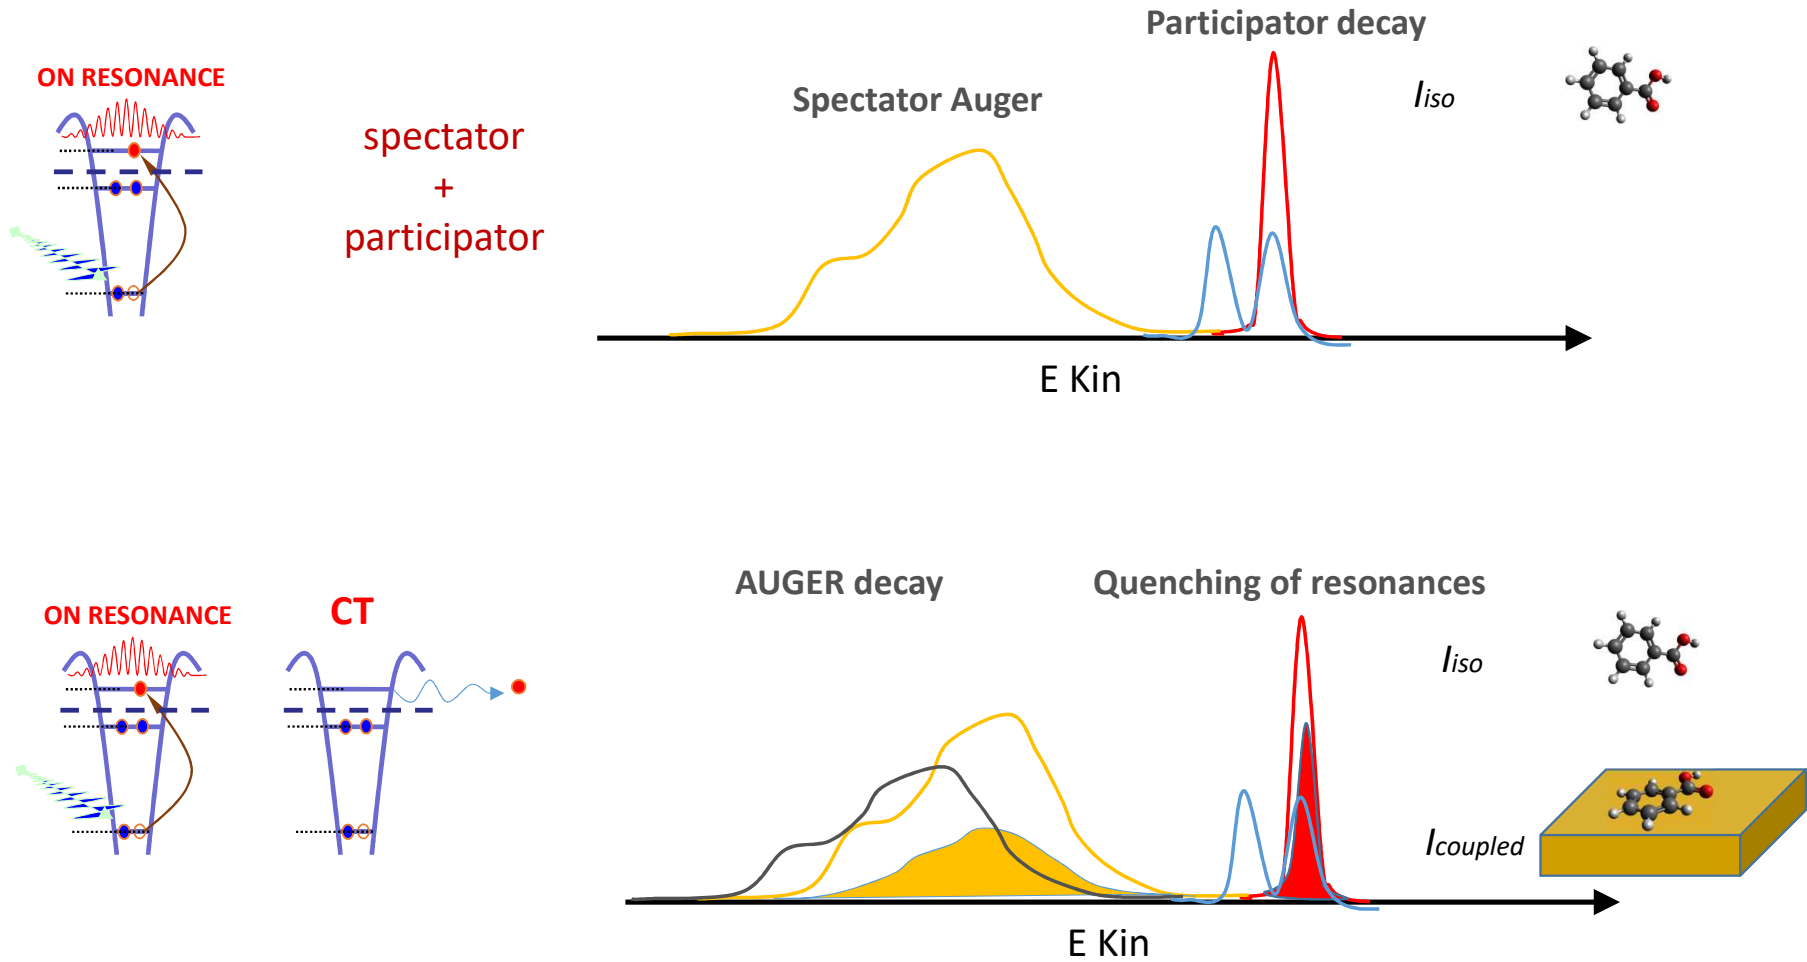 Participator decay
ON RESONANCE
Spectator Auger
Iiso
spectator
+
participator
E Kin
AUGER decay
Quenching of resonances
ON RESONANCE
CT
Iiso
Icoupled
E Kin